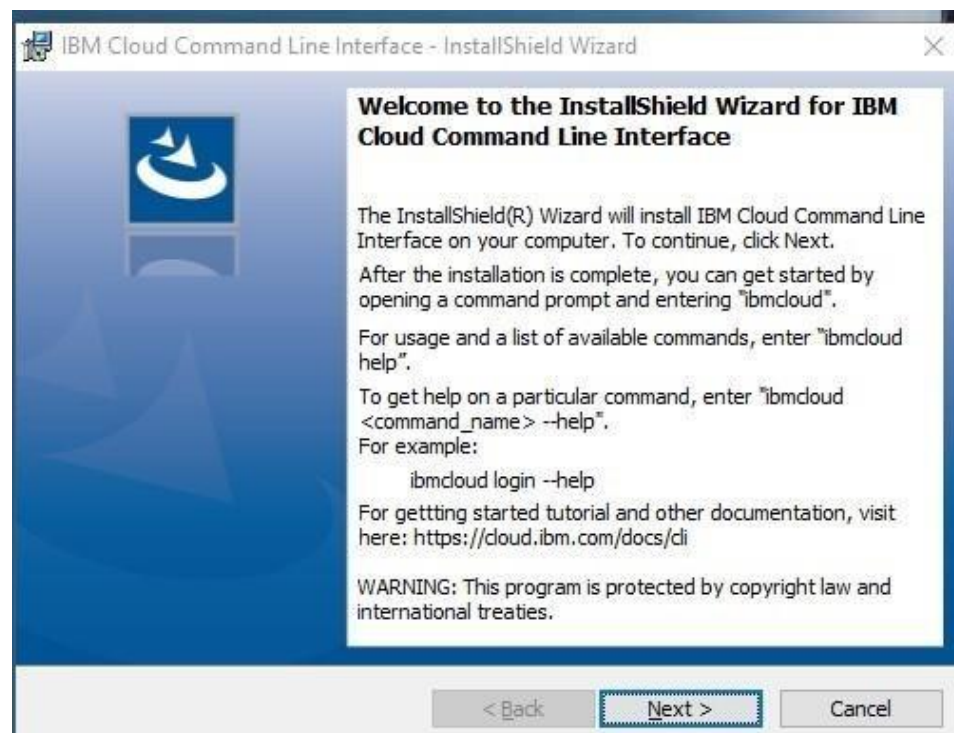 IBM Cloud Command Line Interface - InstallShield Wizard
Welcome to the InstallShield Wizard for IBM
Cloud Command Line Interface
The InstallShield(R) Wizard will install IBM Cloud Command Line
Interface on your computer. To continue, click Next.
After the installation is complete, you can get started by
opening a command prompt and entering "ibmcloud".
For usage and a list of available commands, enter “ibmcloud
help”.
To get help on a particular command, enter "ibmcloud
<command_name> --help".
For example:
ibmcloud login --help
For gettting started tutorial and other documentation, visit
here: https://cloud.ibm.com/docs/cli
WARNING: This program is protected by copyright law and
international treaties.
< Back
Next >
Cancel